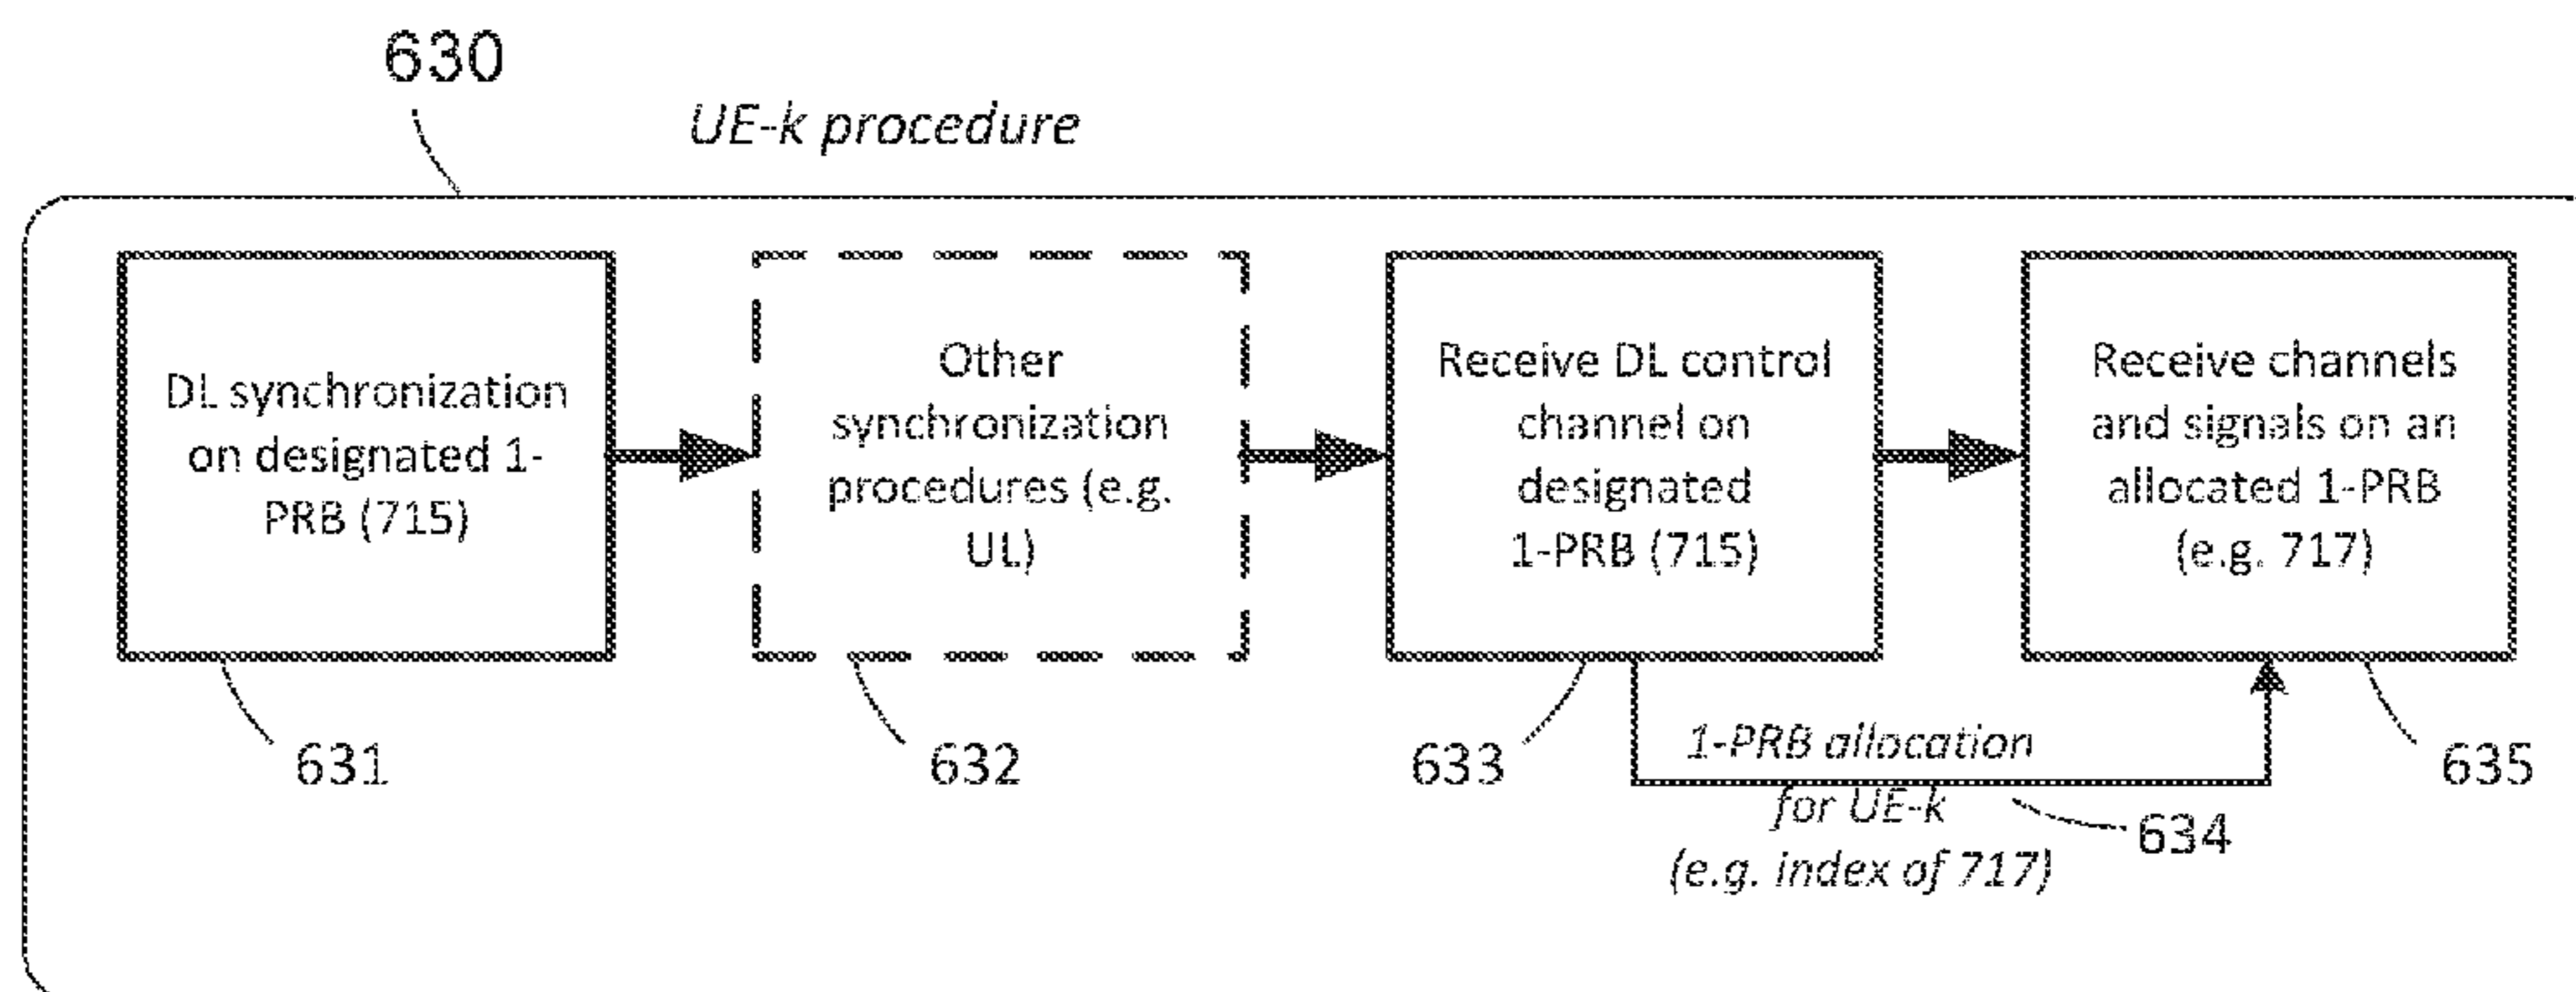 630
UE-k procedure
DL synchronization
on designated 1-
PRB (715)
Other
synchronization
procedures (e.g.
UL)
Receive DL control
channel on
designated
1-PRB (715)
Receive channels
and signals on an
allocated 1-PRB
(e.g. 717)
631
632
633
1-PRB allocation
for UE-k
(e.g. index of 717)
634
635